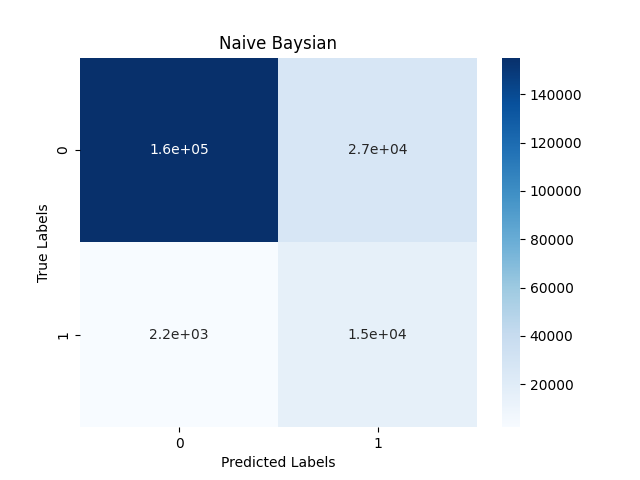 Naive Baysian
True Labels
0
1.6e+05
2.7e+04
1
2.2e+03
1.5e+04
0
1
Predicted Labels
140000
120000
100000
80000
60000
40000
20000